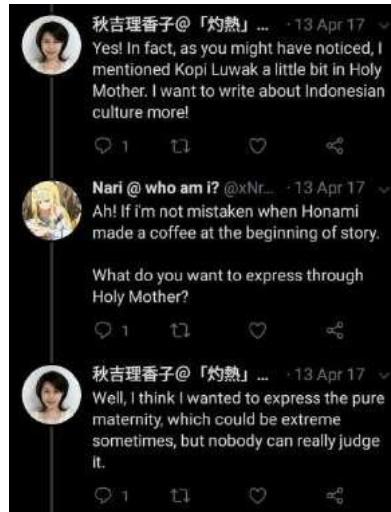 秋吉理香子@「灼熱」... · 13 Apr 17
Yes! In fact, as you might have noticed, I
mentioned Kopi Luwak a little bit in Holy
Mother. I want to write about Indonesian
culture more!
1
Nari @ who am i? @xNr... · 13 Apr 17
Ah! If i'm not mistaken when Honami
made a coffee at the beginning of story.
What do you want to express through
Holy Mother?
1
秋吉理香子@「灼熱」... · 13 Apr 17
Well, I think I wanted to express the pure
maternity, which could be extreme
sometimes, but nobody can really judge
it.
1